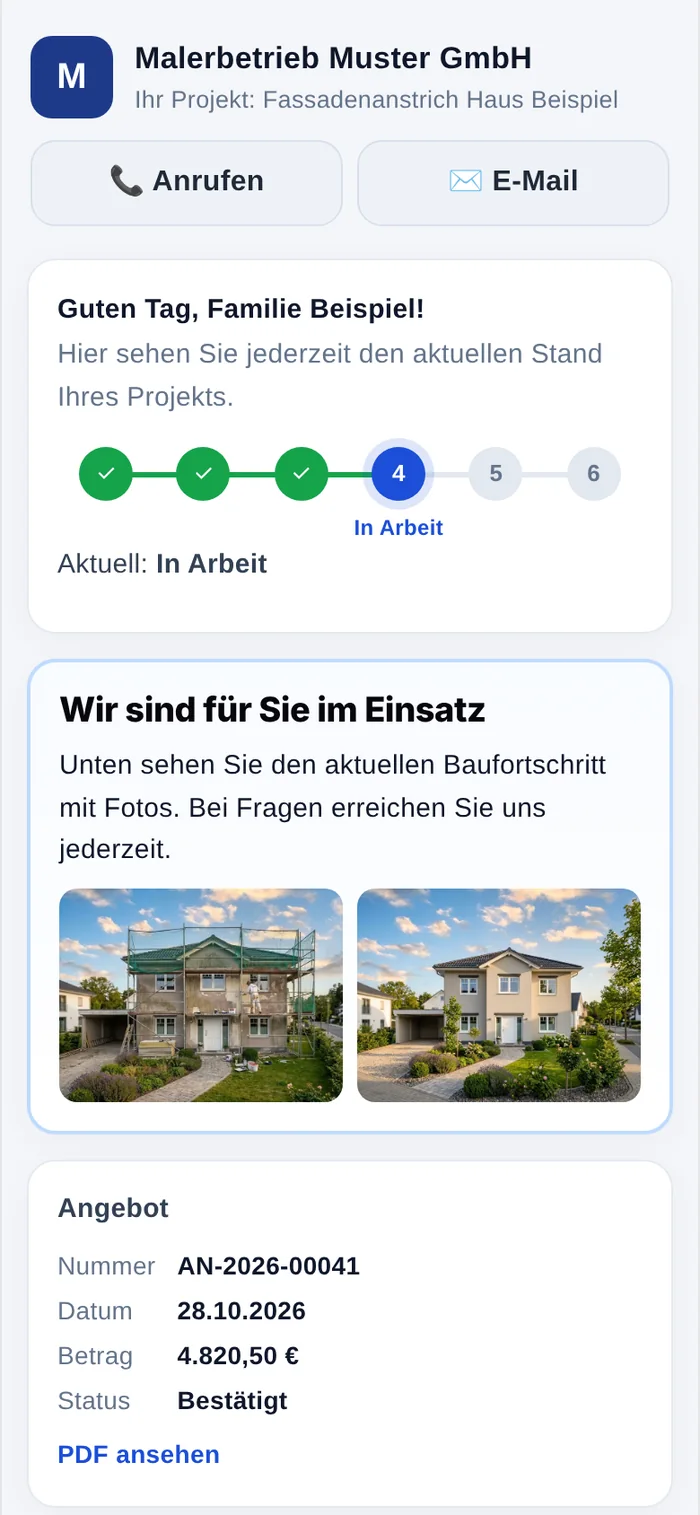 M
Malerbetrieb Muster GmbH
Ihr Projekt: Fassadenanstrich Haus Beispiel
📞 Anrufen
✉️ E-Mail
Guten Tag, Familie Beispiel!
Hier sehen Sie jederzeit den aktuellen Stand
Ihres Projekts.
✓ ✓ ✓ 4 5 6
In Arbeit
Aktuell: In Arbeit
Wir sind für Sie im Einsatz
Unten sehen Sie den aktuellen Baufortschritt
mit Fotos. Bei Fragen erreichen Sie uns
jederzeit.
Angebot
Nummer AN-2026-00041
Datum 28.10.2026
Betrag 4.820,50 €
Status Bestätigt
PDF ansehen